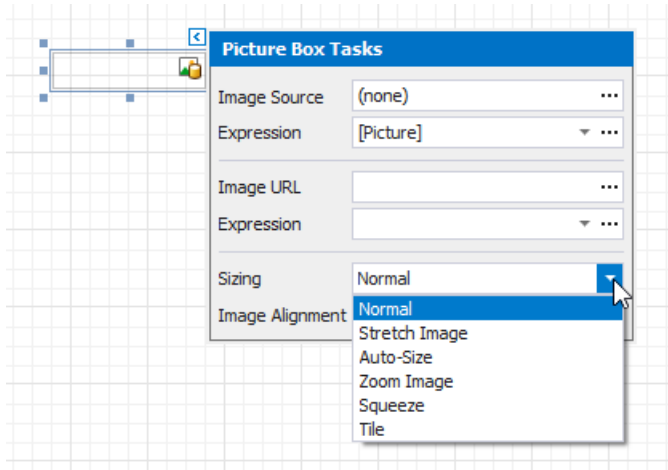 Picture Box Tasks
Image Source (none) ...
Expression [Picture] ...
Image URL ...
Expression ...
Sizing Normal
Image Alignment
Normal
Stretch Image
Auto-Size
Zoom Image
Squeeze
Tile